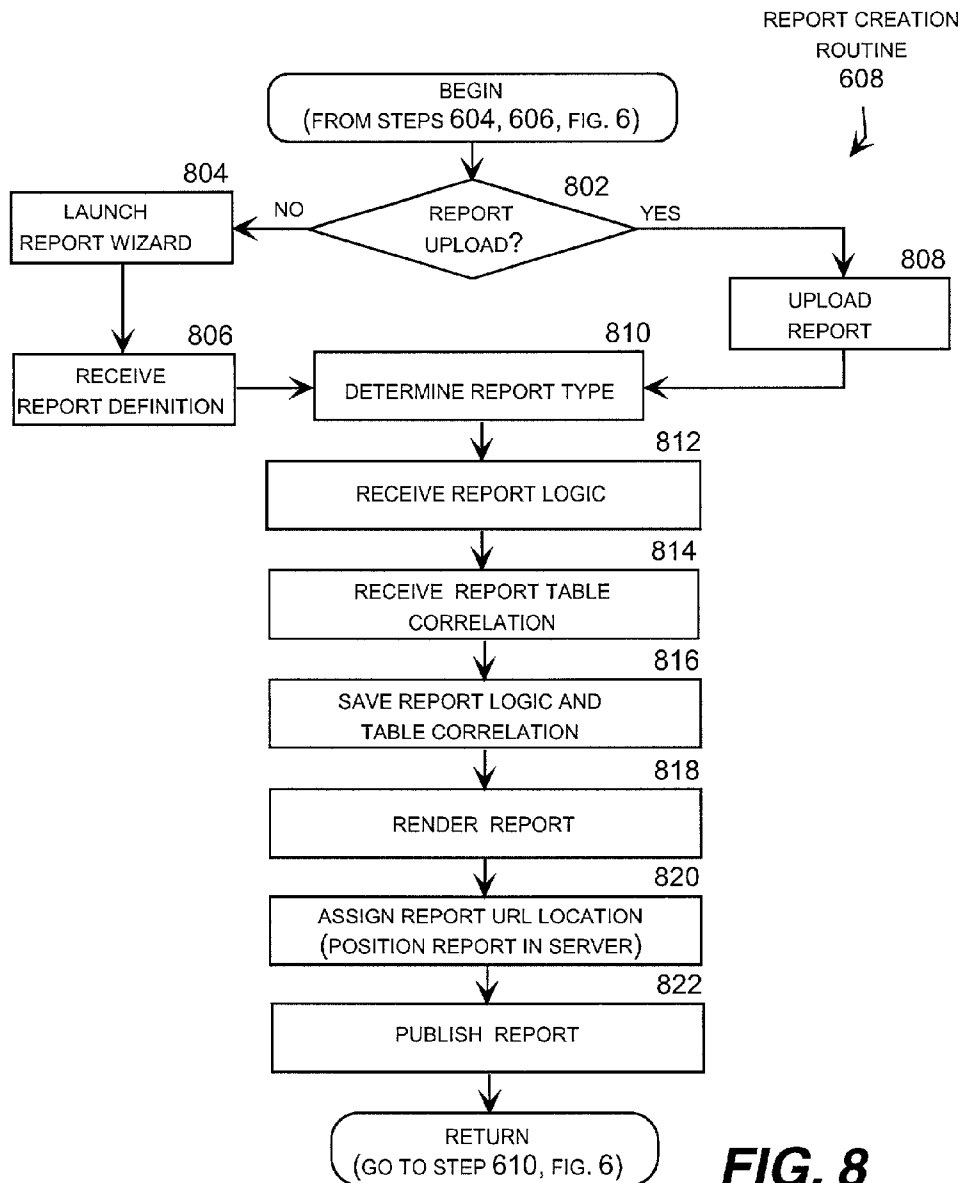 REPORT CREATION
ROUTINE
608
BEGIN
(FROM STEPS 604, 606, FIG. 6)
804
802
LAUNCH
REPORT WIZARD
NO
REPORT
UPLOAD?
YES
808
UPLOAD
REPORT
806
RECEIVE
REPORT DEFINITION
810
DETERMINE REPORT TYPE
812
RECEIVE REPORT LOGIC
814
RECEIVE REPORT TABLE
CORRELATION
816
SAVE REPORT LOGIC AND
TABLE CORRELATION
818
RENDER REPORT
820
ASSIGN REPORT URL LOCATION
(POSITION REPORT IN SERVER)
822
PUBLISH REPORT
RETURN
(GO TO STEP 610, FIG. 6)
FIG. 8